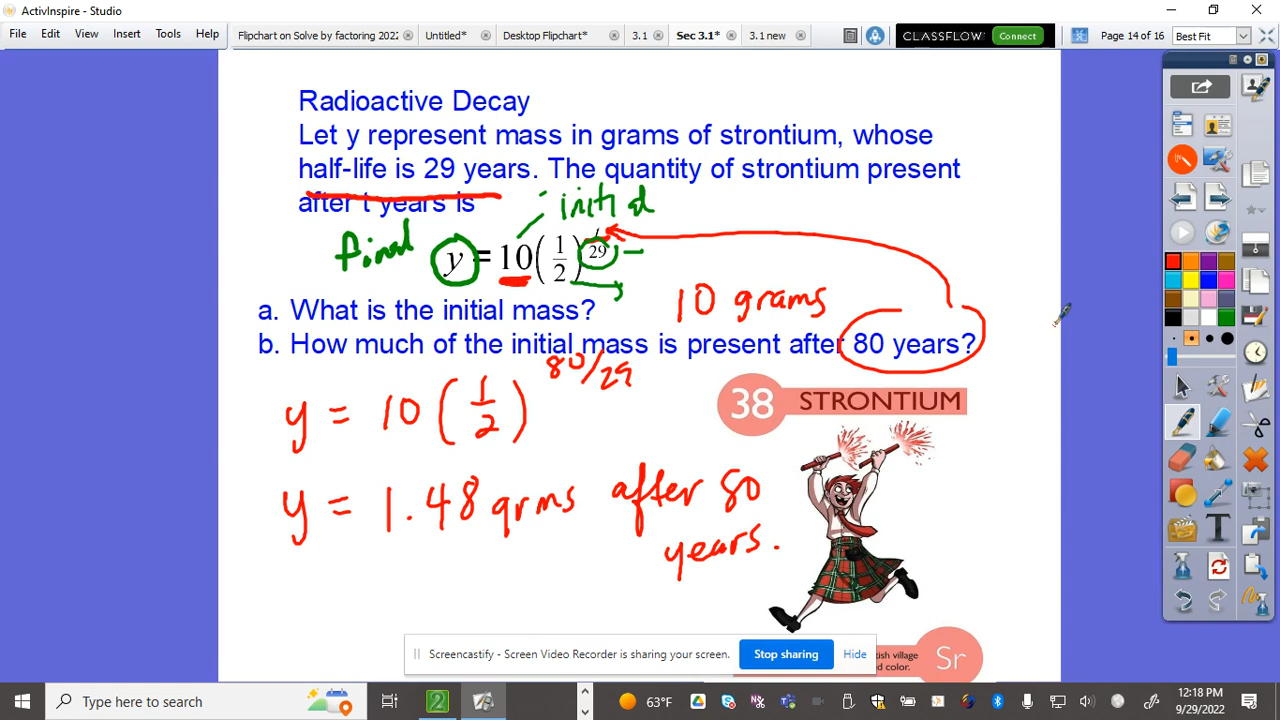 ActivInspire - Studio
File Edit View Insert Tools Help
Flipchart on Solve by factoring 2022 Untitled* Desktop Flipchart* 3.1 Sec 3.1* 3.1 new
CLASSFLOW Connect
Page 14 of 16 Best Fit
Radioactive Decay
Let y represent mass in grams of strontium, whose
half-life is 29 years. The quantity of strontium present
after t years is
initial
final
y = 10(1/2)^29
a. What is the initial mass?
10 grams
b. How much of the initial mass is present after 80 years?
y = 10 (1/2)^80/29
38 STRONTIUM
y = 1.48 grms after 80
years.
Screencastify - Screen Video Recorder is sharing your screen. Stop sharing Hide
village
color.
Sr
Type here to search
63°F
12:18 PM
9/29/2022